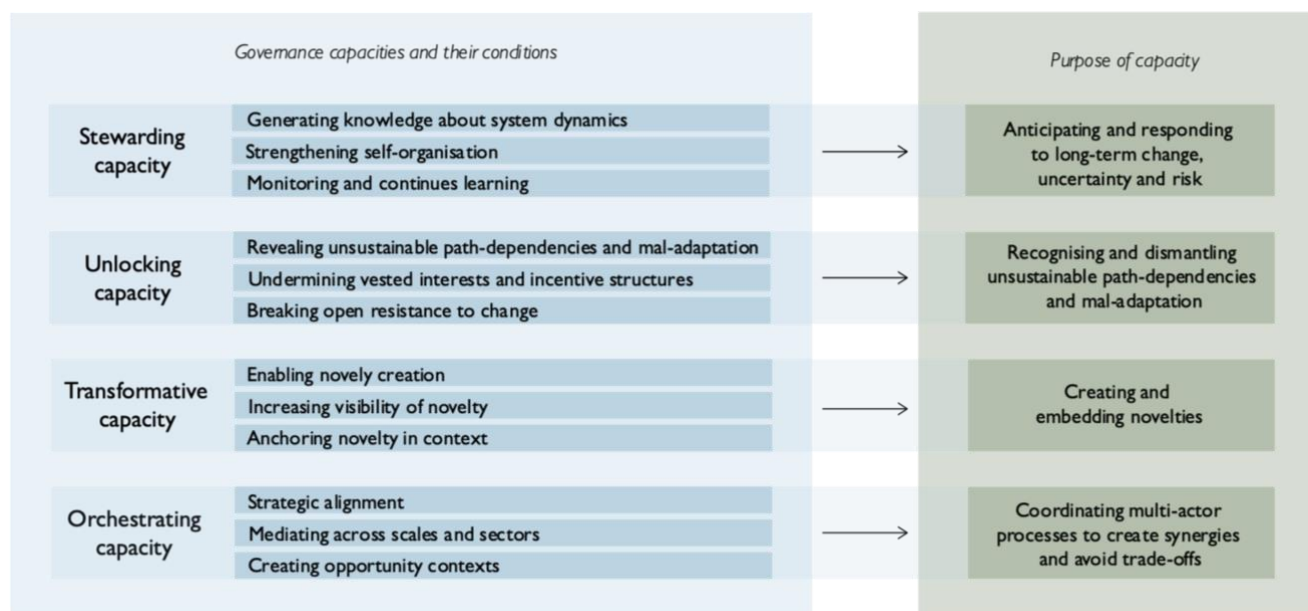 Governance capacities and their conditions
Purpose of capacity
Stewarding
capacity
Generating knowledge about system dynamics
Strengthening self-organisation
Monitoring and continues learning
Anticipating and responding
to long-term change,
uncertainty and risk
Unlocking
capacity
Revealing unsustainable path-dependencies and mal-adaptation
Undermining vested interests and incentive structures
Breaking open resistance to change
Recognising and dismantling
unsustainable path-dependencies
and mal-adaptation
Transformative
capacity
Enabling novely creation
Increasing visibility of novelty
Anchoring novelty in context
Creating and
embedding novelties
Orchestrating
capacity
Strategic alignment
Mediating across scales and sectors
Creating opportunity contexts
Coordinating multi-actor
processes to create synergies
and avoid trade-offs